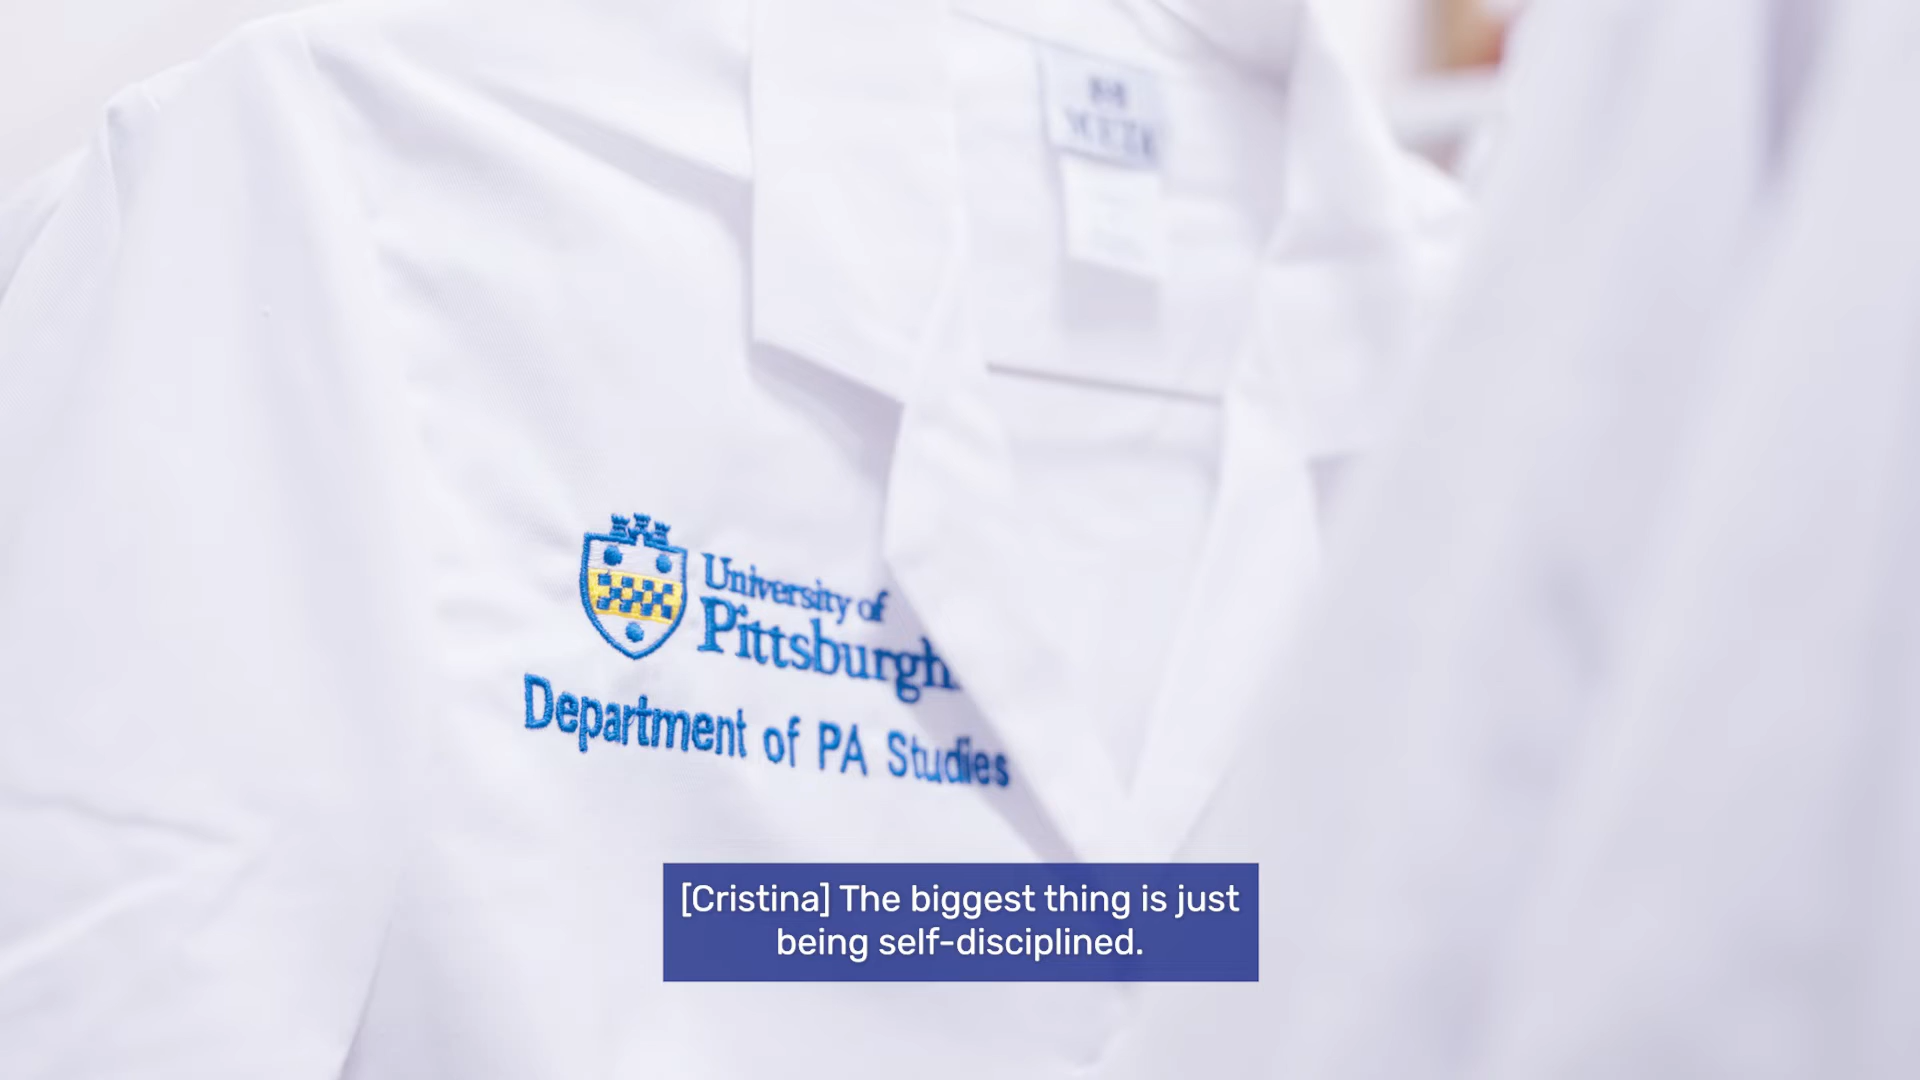 University of
Pittsburgh
Department of PA Studies
[Cristina] The biggest thing is just
being self-disciplined.